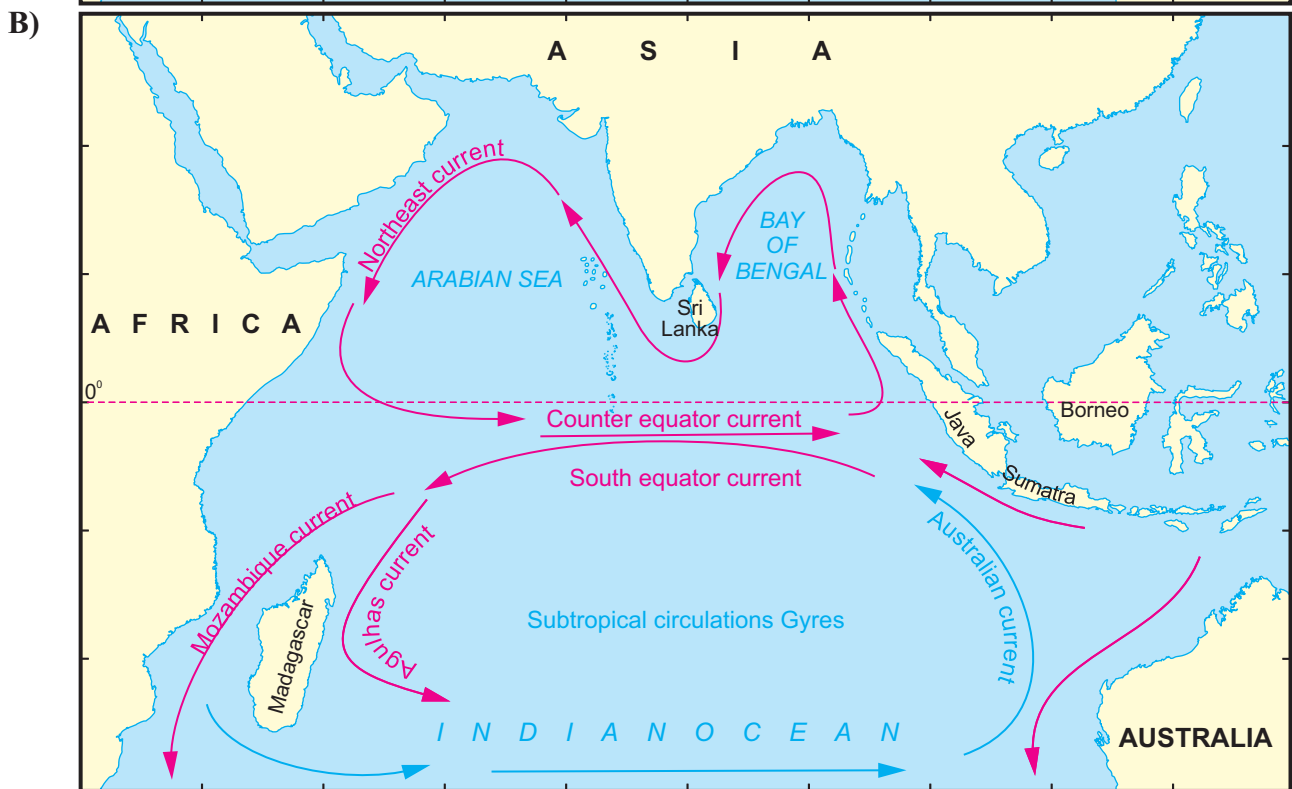 B)
A S I A
Northeast current
BAY
OF
BENGAL
ARABIAN SEA
A F R I C A
Sri
Lanka
0⁰
Counter equator current
Borneo
Java
South equator current
Sumatra
Mozambique current
Agulhas current
Australian current
Subtropical circulations Gyres
Madagascar
I N D I A N O C E A N
AUSTRALIA